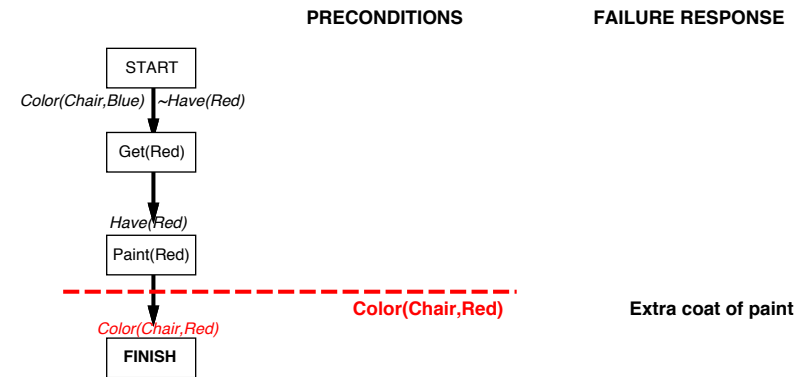 PRECONDITIONS FAILURE RESPONSE
START
Color(Chair,Blue) ~Have(Red)
Get(Red)
Have(Red)
Paint(Red)
Color(Chair,Red) Extra coat of paint
Color(Chair,Red)
FINISH